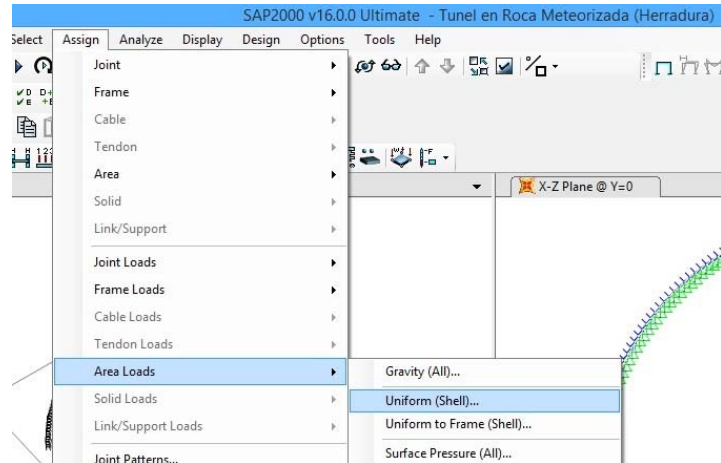 SAP2000 v16.0.0 Ultimate - Tunel en Roca Meteorizada (Herradura)
Select Assign Analyze Display Design Options Tools Help
Joint
Frame
Cable
Tendon
Area
Solid
Link/Support
X-Z Plane @ Y=0
Joint Loads
Frame Loads
Cable Loads
Tendon Loads
Area Loads
Gravity (All)...
Solid Loads
Uniform (Shell)...
Link/Support Loads
Uniform to Frame (Shell)...
Joint Patterns...
Surface Pressure (All)...